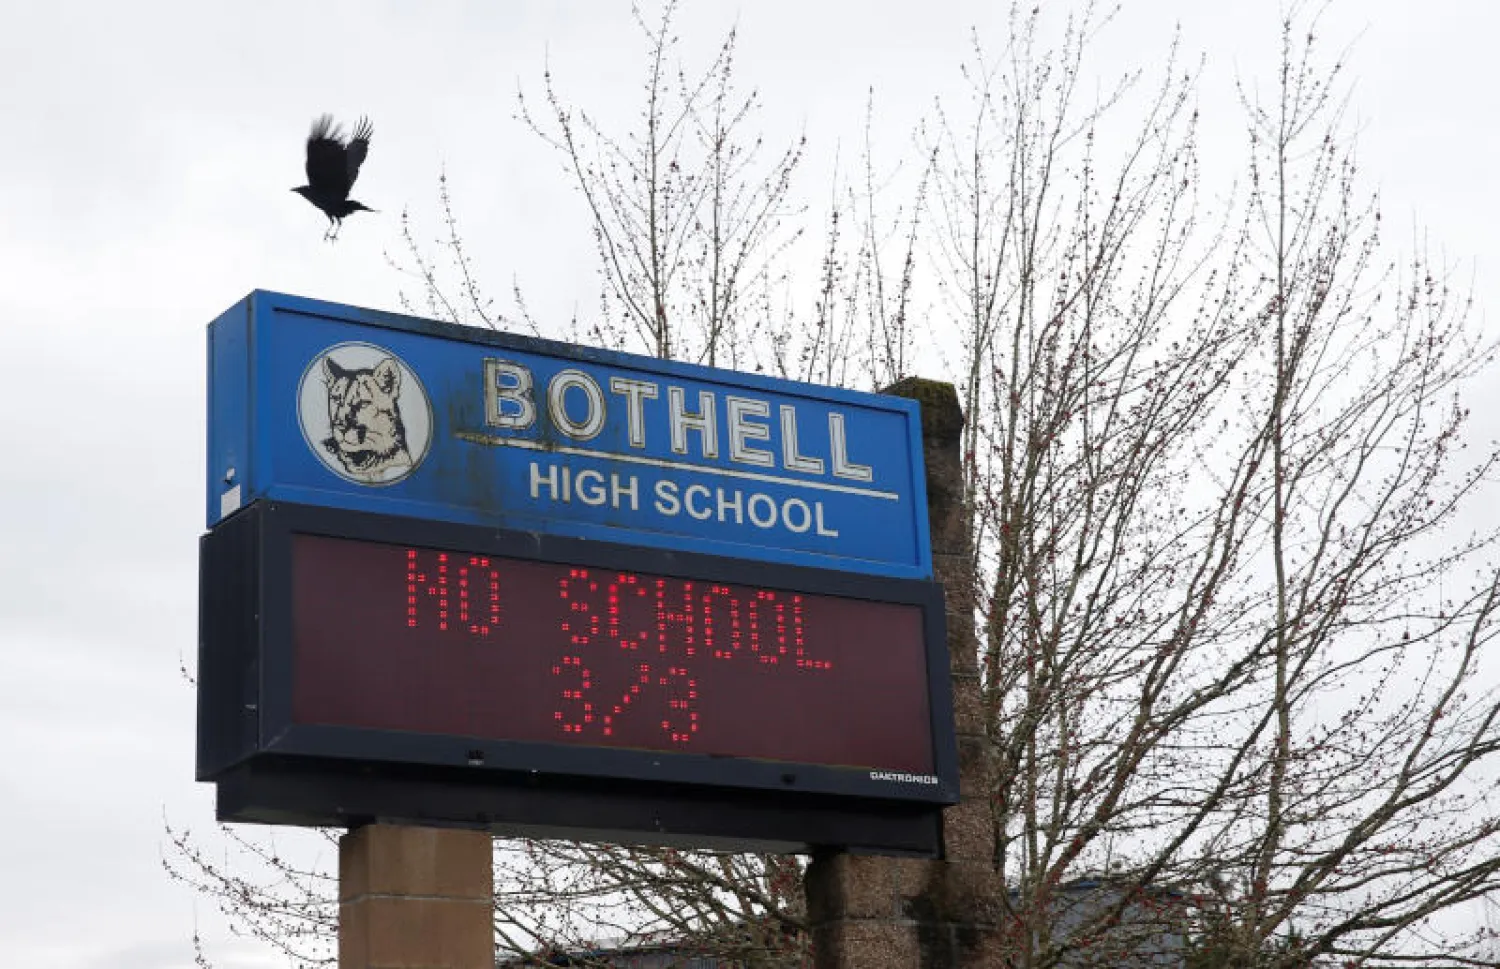 BOTHELL
HIGH SCHOOL
NO SCHOOL
3/3
DAKTRONICS